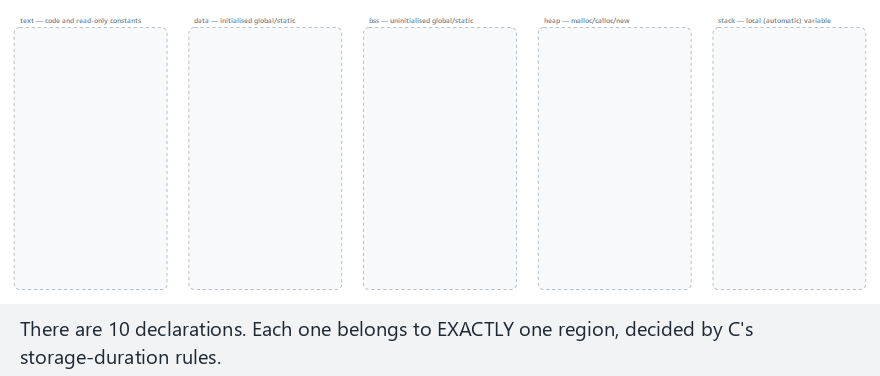 text — code and read-only constants
data — initialised global/static
bss — uninitialised global/static
heap — malloc/calloc/new
stack — local (automatic) variable
There are 10 declarations. Each one belongs to EXACTLY one region, decided by C's
storage-duration rules.